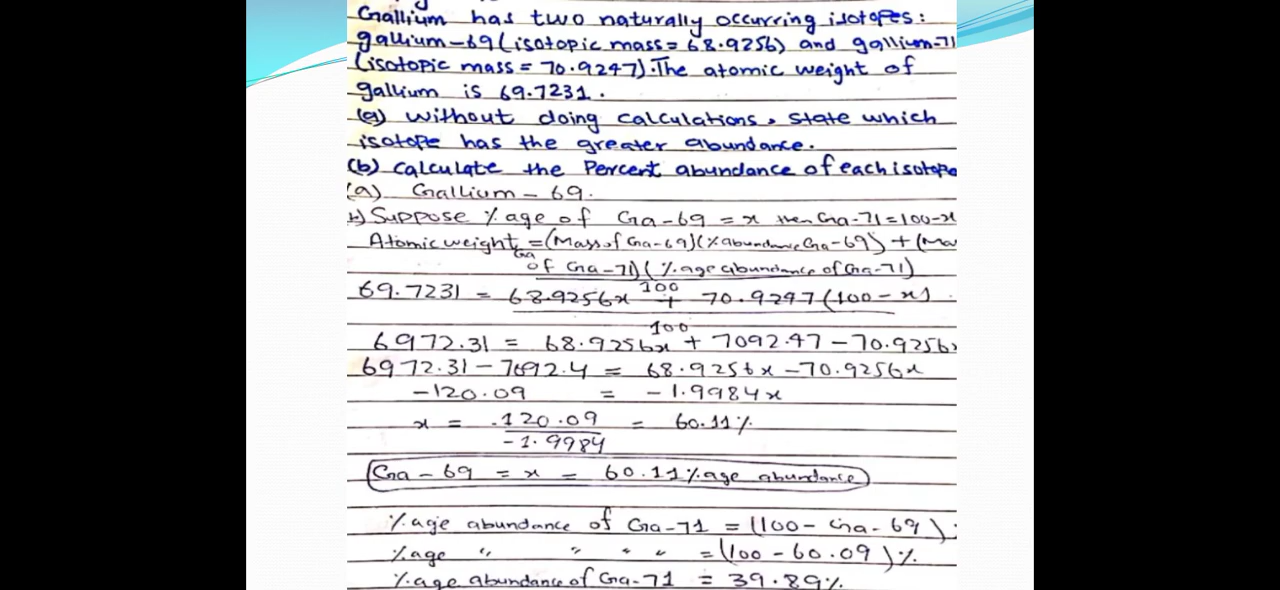 Gallium has two naturally occurring isotopes:
gallium-69 (isotopic mass = 68.9256) and gallium-71
(isotopic mass = 70.9247). The atomic weight of
gallium is 69.7231.
(a) without doing calculations, state which
isotope has the greater abundance.
(b) calculate the Percent abundance of each isotope
(a) Gallium - 69.
b) Suppose %age of Ga-69 = x then Ga-71 = 100-x
Atomic weight Ga = (Mass of Ga-69)(% abundance Ga-69) + (Ma
of Ga-71) (%age abundance of Ga-71)
100
69.7231 = 68.9256x + 70.9247 (100 - x)
100
6972.31 = 68.9256x + 7092.47 - 70.9256x
6972.31 - 7092.4 = 68.9256x - 70.9256x
-120.09 = -1.9984x
x = -120.09 = 60.11%
-1.9984
Ga-69 = x = 60.11%age abundance
%age abundance of Ga-71 = (100 - Ga-69)%
%age " " " " = (100 - 60.09)%
%age abundance of Ga-71 = 39.89%